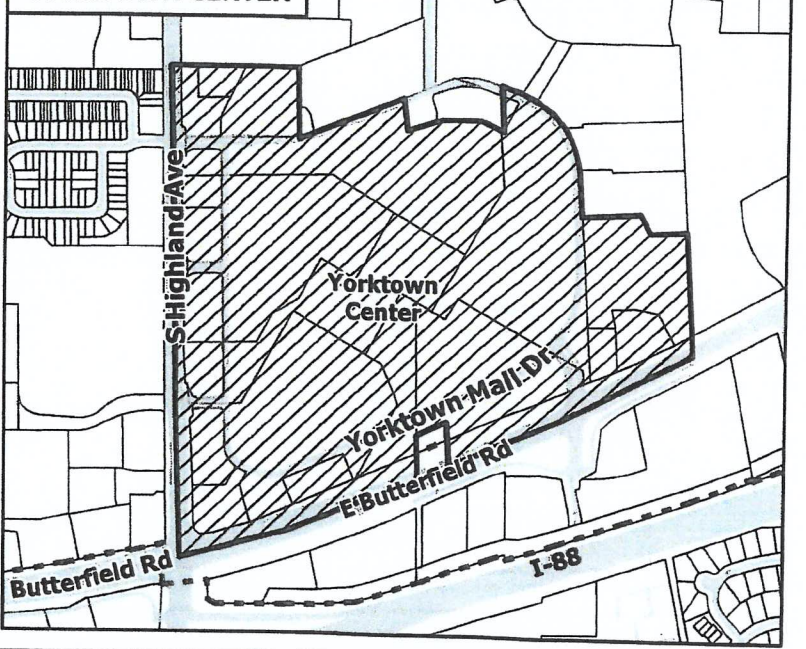 S Highland Ave
Yorktown
Center
Yorktown Mall Dr
E Butterfield Rd
Butterfield Rd
I-88